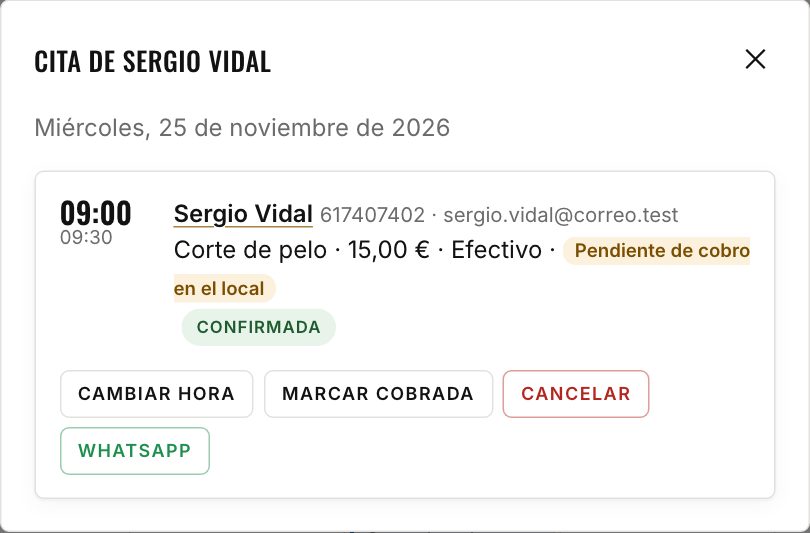 CITA DE SERGIO VIDAL
Miércoles, 25 de noviembre de 2026
09:00
09:30
Sergio Vidal 617407402 · sergio.vidal@correo.test
Corte de pelo · 15,00 € · Efectivo · Pendiente de cobro
en el local
CONFIRMADA
CAMBIAR HORA MARCAR COBRADA CANCELAR
WHATSAPP